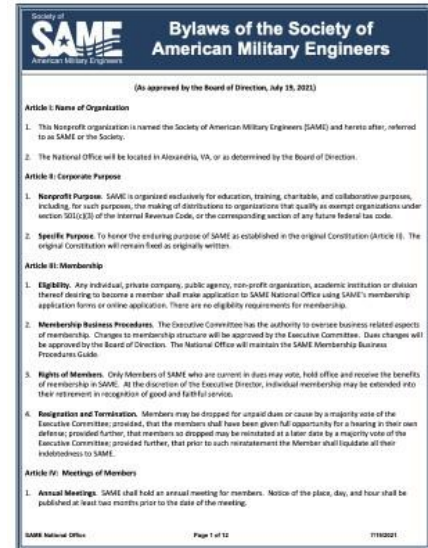 Society of
SAME
American Military Engineers
Bylaws of the Society of
American Military Engineers
(As approved by the Board of Direction, July 19, 2021)
Article I: Name of Organization
1. This Nonprofit organization is named the Society of American Military Engineers (SAME) and hereto after, referred
to as SAME or the Society.
2. The National Office will be located in Alexandria, VA, or as determined by the Board of Direction.
Article II: Corporate Purpose
1. Nonprofit Purpose. SAME is organized exclusively for education, training, charitable, and collaborative purposes,
including, for such purposes, the making of distributions to organizations that qualify as exempt organizations under
section 501(c)(3) of the Internal Revenue Code, or the corresponding section of any future federal tax code.
2. Specific Purpose. To honor the enduring purpose of SAME as established in the original Constitution (Article II). The
original Constitution will remain fixed as originally written.
Article III: Membership
1. Eligibility. Any individual, private company, public agency, non-profit organization, academic institution or division
thereof desiring to become a member shall make application to SAME National Office using SAME's membership
application forms or online application. There are no eligibility requirements for membership.
2. Membership Business Procedures. The Executive Committee has the authority to oversee business related aspects
of membership. Changes to membership structure will be approved by the Executive Committee. Dues changes will
be approved by the Board of Direction. The National Office will maintain the SAME Membership Business
Procedures Guide.
3. Rights of Members. Only Members of SAME who are current in dues may vote, hold office and receive the benefits
of membership in SAME. At the discretion of the Executive Director, individual membership may be extended into
their retirement in recognition of good and faithful service.
4. Resignation and Termination. Members may be dropped for unpaid dues or cause by a majority vote of the
Executive Committee; provided, that the members shall have been given full opportunity for a hearing in their own
defense; provided further, that members so dropped may be reinstated at a later date by a majority vote of the
Executive Committee; provided further, that prior to such reinstatement the Member shall liquidate all their
indebtedness to SAME.
Article IV: Meetings of Members
1. Annual Meetings. SAME shall hold an annual meeting for members. Notice of the place, day, and hour shall be
published at least two months prior to the date of the meeting.
SAME National Office
Page 1 of 12
7/19/2021